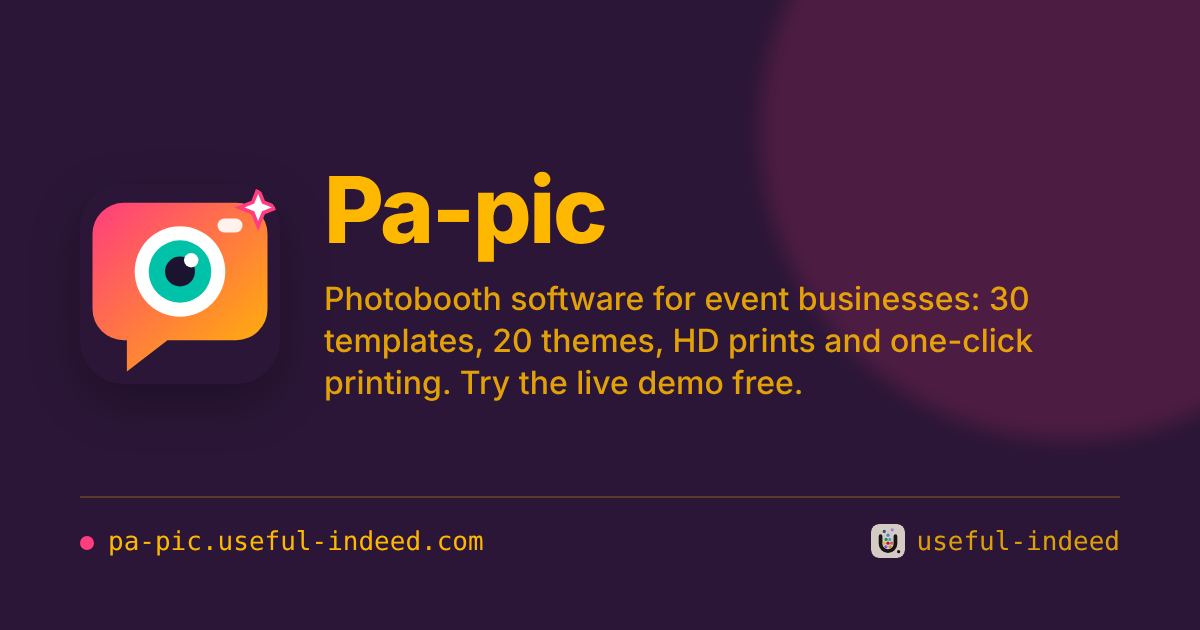 Pa-pic
Photobooth software for event businesses: 30
templates, 20 themes, HD prints and one-click
printing. Try the live demo free.
pa-pic.useful-indeed.com
useful-indeed